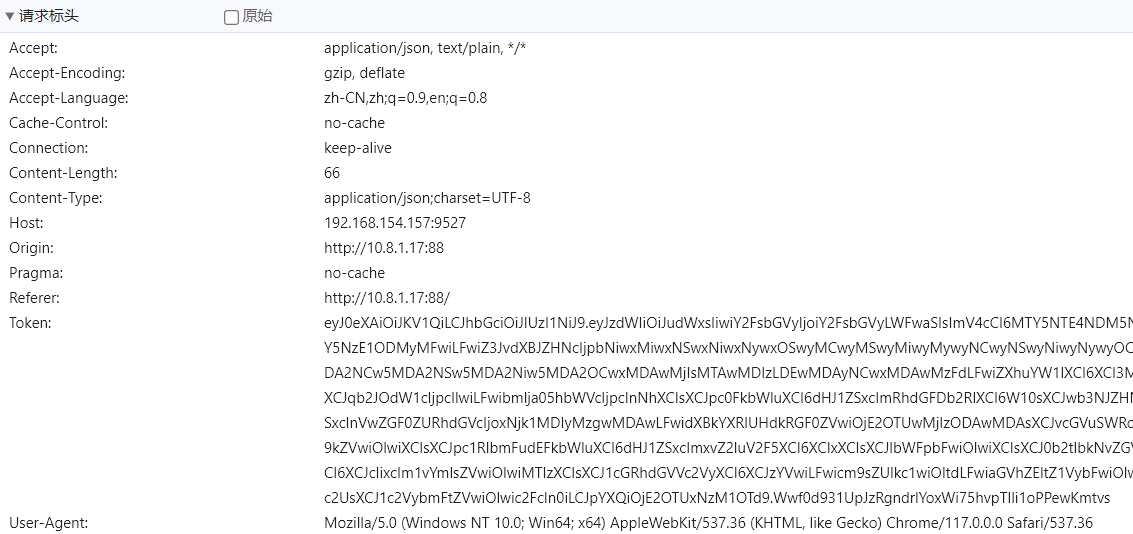 请求标头 原始
Accept: application/json, text/plain, */*
Accept-Encoding: gzip, deflate
Accept-Language: zh-CN,zh;q=0.9,en;q=0.8
Cache-Control: no-cache
Connection: keep-alive
Content-Length: 66
Content-Type: application/json;charset=UTF-8
Host: 192.168.154.157:9527
Origin: http://10.8.1.17:88
Pragma: no-cache
Referer: http://10.8.1.17:88/
Token: eyJ0eXAiOiJKV1QiLCJhbGciOiJIUzI1NiJ9.eyJzdWIiOiJudWxsIiwiY2FsbGVyIjoiY2FsbGVyLWFwaSIsImV4cCI6MTY5NTE4NDM5N
Y5NzE1ODMyMFwiLFwiZ3JvdXBJZHNcIjpbNiwxMiwxNSwxNiwxNywxOSwyMCwyMSwyMiwyMywyNCwyNSwyNiwyNywyOC
DA2NCw5MDA2NSw5MDA2Niw5MDA2OCwxMDAwMjIsMTAwMDIzLDEwMDAyNCwxMDAwMzFdLFwiZXhuYW1lXCI6XCI3M
XCJqb2JOdW1cIjpcIlwiLFwibmlja05hbWVcIjpcInNhXCIsXCJpc0FkbWluXCI6dHJ1ZSxcImRhdGFDb2RlXCI6W10sXCJwb3NJZHN
SxcInVwZGF0ZURhdGVcIjoxNjk1MDIyMzgwMDAwLFwidXBkYXRlUHdkRGF0ZVwiOjE2OTUwMjIzODAwMDAsXCJvcGVuSWRc
9kZVwiOlwiXCIsXCJpc1RlbmFudEFkbWluXCI6dHJ1ZSxcImxvZ2luV2F5XCI6XCIxXCIsXCJlbWFpbFwiOlwiXCIsXCJ0b2tlbkNvZGV
CI6XCJcIixcIm1vYmlsZVwiOlwiMTIzXCIsXCJ1cGRhdGVVc2VyXCI6XCJzYVwiLFwicm9sZUlkc1wiOltdLFwiaGVhZEltZ1VybFwiOlw
c2UsXCJ1c2VybmFtZVwiOlwic2FcIn0iLCJpYXQiOjE2OTUxNzM1OTd9.Wwf0d931UpJzRgndrlYoxWi75hvpTlIi1oPPewKmtvs
User-Agent: Mozilla/5.0 (Windows NT 10.0; Win64; x64) AppleWebKit/537.36 (KHTML, like Gecko) Chrome/117.0.0.0 Safari/537.36